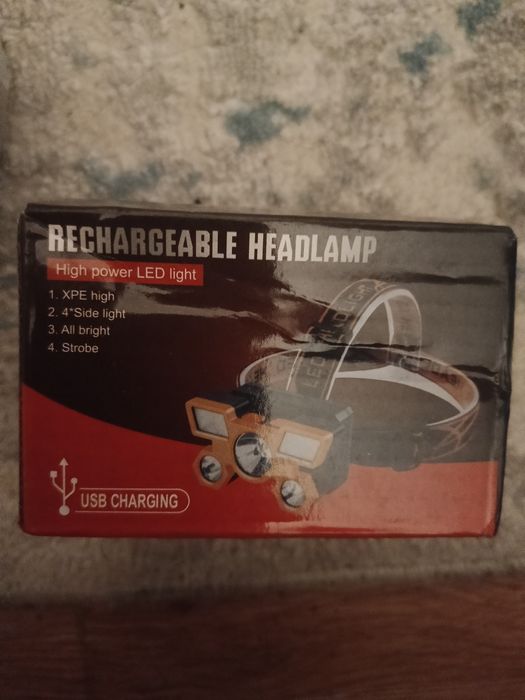 RECHARGEABLE HEADLAMP
High power LED light
1. XPE high
2. 4*Side light
3. All bright
4. Strobe
USB CHARGING